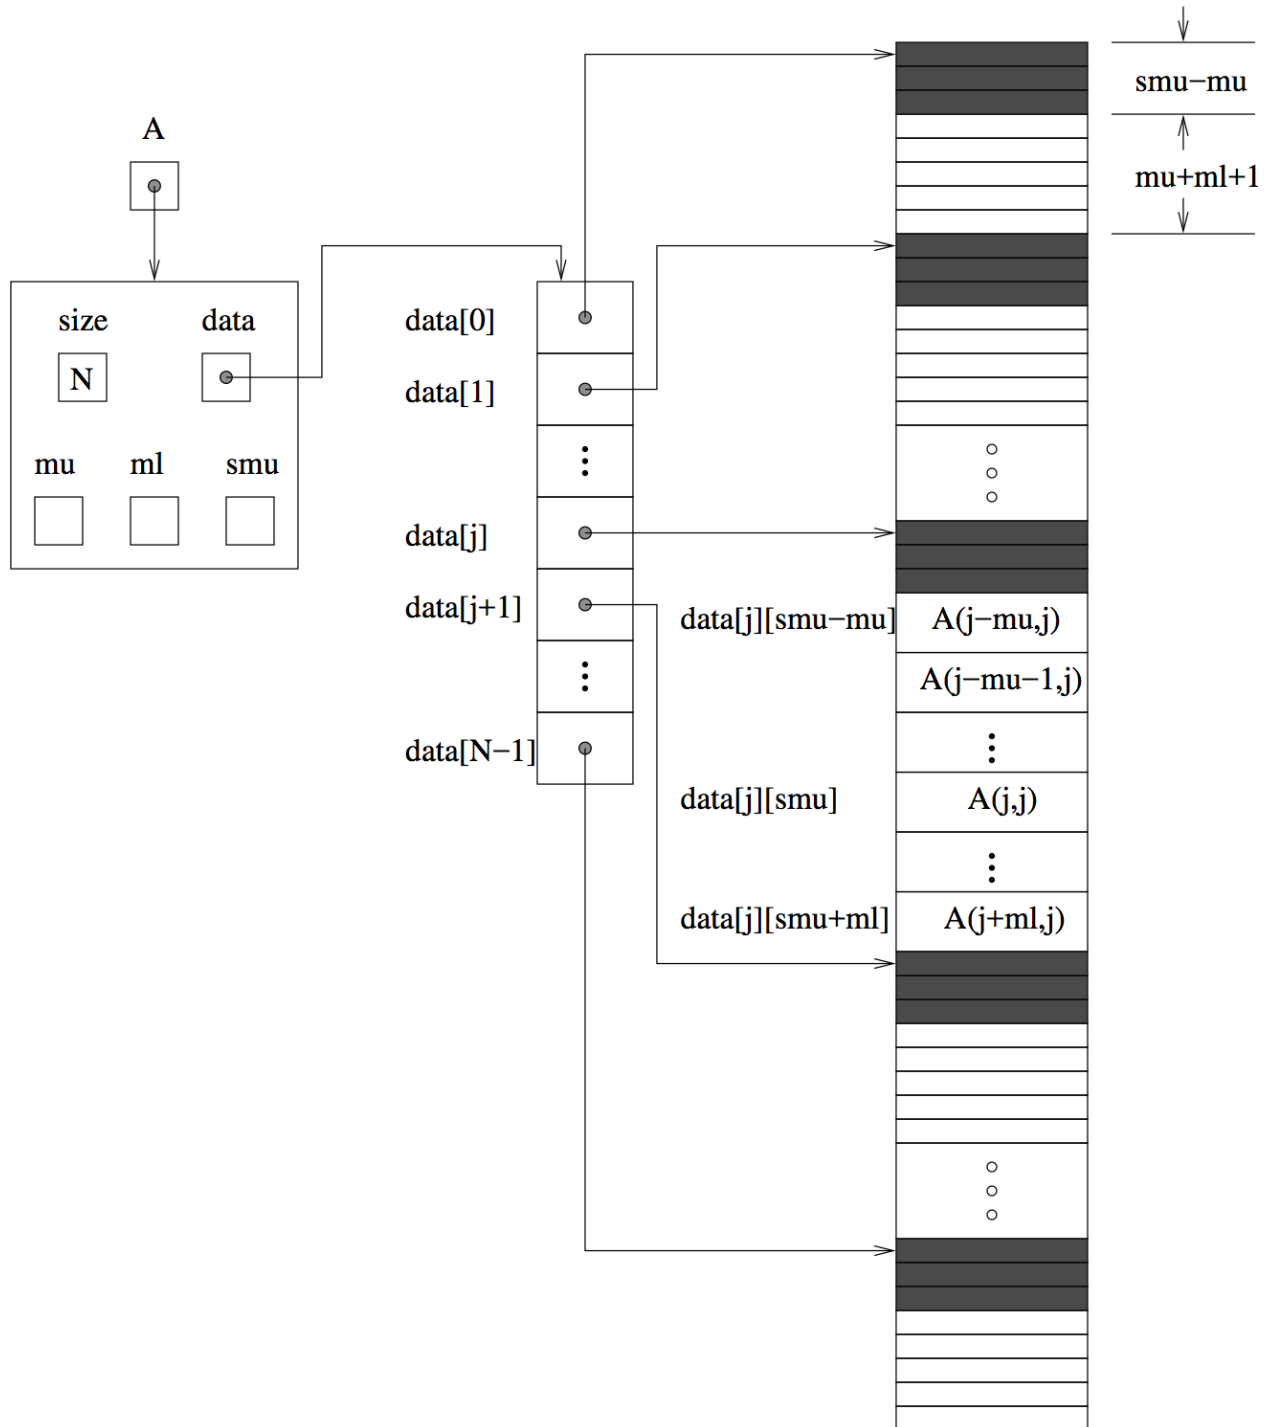 A
size data
N
mu ml smu
data[0]
data[1]
data[j]
data[j+1]
data[N−1]
smu−mu
mu+ml+1
data[j][smu−mu] A(j−mu,j)
A(j−mu−1,j)
data[j][smu] A(j,j)
data[j][smu+ml] A(j+ml,j)